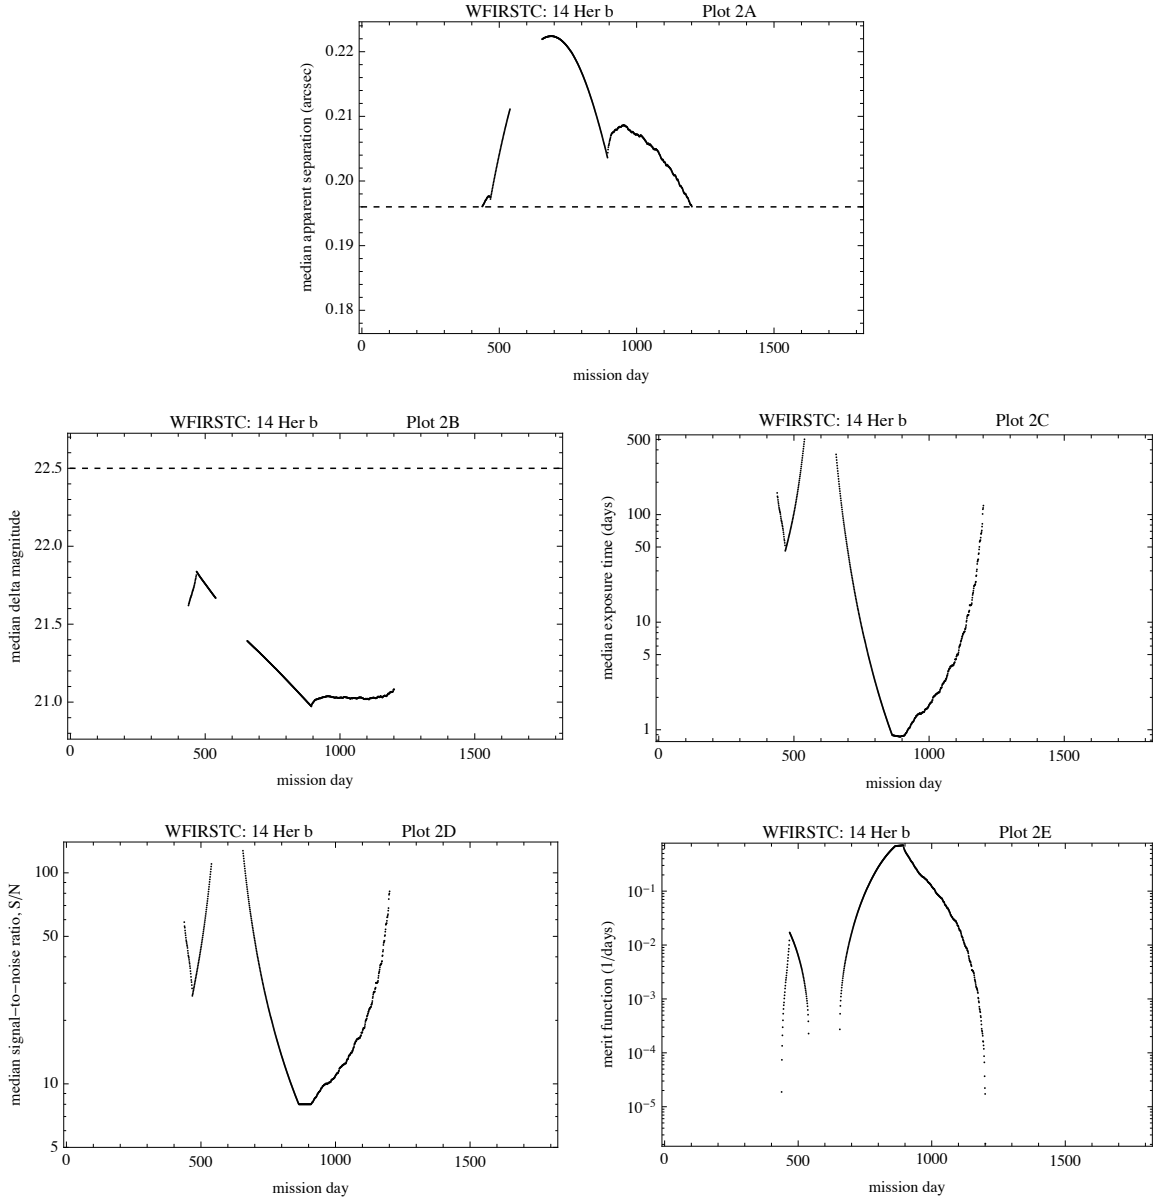 WFIRSTC: 14 Her b Plot 2A
0.22
0.21
0.20
0.19
0.18
median apparent separation (arcsec)
0 500 1000 1500
mission day
WFIRSTC: 14 Her b Plot 2B
22.5
22.0
21.5
21.0
median delta magnitude
0 500 1000 1500
mission day
WFIRSTC: 14 Her b Plot 2C
500
100
50
10
5
1
median exposure time (days)
0 500 1000 1500
mission day
WFIRSTC: 14 Her b Plot 2D
100
50
10
5
median signal−to−noise ratio, S/N
0 500 1000 1500
mission day
WFIRSTC: 14 Her b Plot 2E
10⁻¹
10⁻²
10⁻³
10⁻⁴
10⁻⁵
merit function (1/days)
0 500 1000 1500
mission day